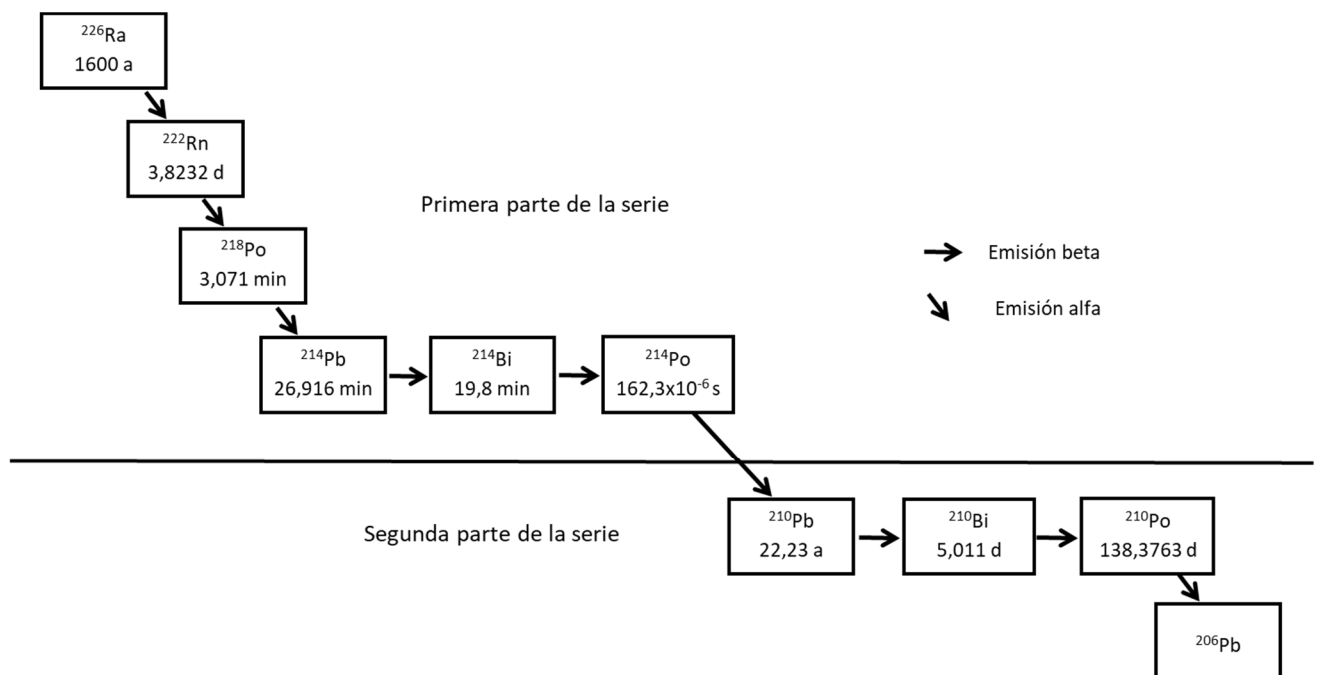 ²²⁶Ra
1600 a
²²²Rn
3,8232 d
Primera parte de la serie
²¹⁸Po
3,071 min
Emisión beta
Emisión alfa
²¹⁴Pb
26,916 min
²¹⁴Bi
19,8 min
²¹⁴Po
162,3x10⁻⁶ s
Segunda parte de la serie
²¹⁰Pb
22,23 a
²¹⁰Bi
5,011 d
²¹⁰Po
138,3763 d
²⁰⁶Pb